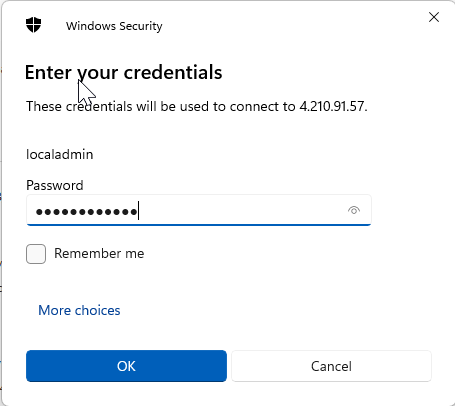 Windows Security
Enter your credentials
These credentials will be used to connect to 4.210.91.57.
localadmin
Password
●●●●●●●●●●●●
Remember me
More choices
OK
Cancel